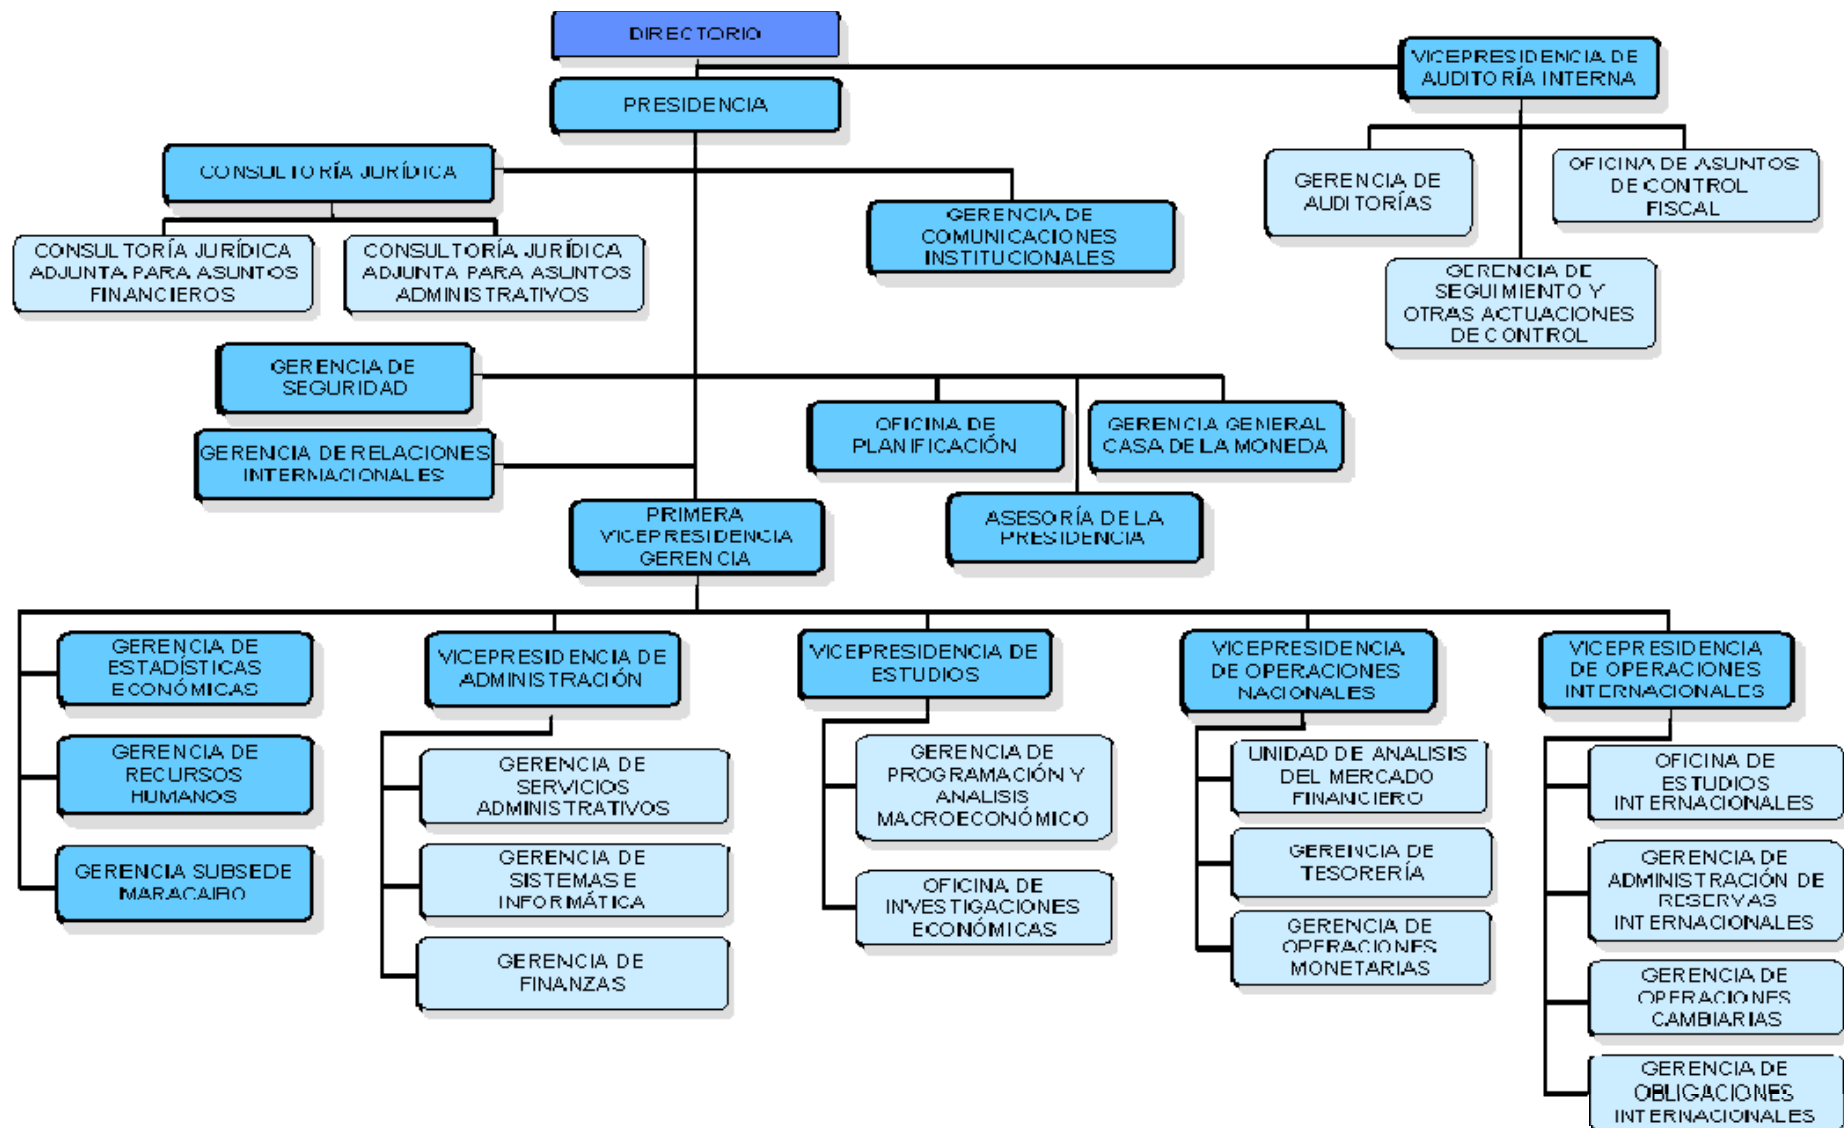 DIRECTORIO
VICEPRESIDENCIA DE
AUDITORÍA INTERNA
PRESIDENCIA
CONSULTORÍA JURÍDICA
GERENCIA DE
AUDITORÍAS
OFICINA DE ASUNTOS
DE CONTROL
FISCAL
GERENCIA DE
COMUNICACIONES
INSTITUCIONALES
CONSULTORÍA JURÍDICA
ADJUNTA PARA ASUNTOS
FINANCIEROS
CONSULTORÍA JURÍDICA
ADJUNTA PARA ASUNTOS
ADMINISTRATIVOS
GERENCIA DE
SEGUIMIENTO Y
OTRAS ACTUACIONES
DE CONTROL
GERENCIA DE
SEGURIDAD
OFICINA DE
PLANIFICACIÓN
GERENCIA GENERAL
CASA DE LA MONEDA
GERENCIA DE RELACIONES
INTERNACIONALES
PRIMERA
VICEPRESIDENCIA
GERENCIA
ASESORÍA DE LA
PRESIDENCIA
GERENCIA DE
ESTADÍSTICAS
ECONÓMICAS
VICEPRESIDENCIA DE
ADMINISTRACIÓN
VICEPRESIDENCIA DE
ESTUDIOS
VICEPRESIDENCIA
DE OPERACIONES
NACIONALES
VICEPRESIDENCIA
DE OPERACIONES
INTERNACIONALES
GERENCIA DE
RECURSOS
HUMANOS
GERENCIA SUBSEDE
MARACAIBO
GERENCIA DE
SERVICIOS
ADMINISTRATIVOS
GERENCIA DE
SISTEMAS E
INFORMÁTICA
GERENCIA DE
FINANZAS
GERENCIA DE
PROGRAMACIÓN Y
ANALISIS
MACROECONÓMICO
OFICINA DE
INVESTIGACIONES
ECONÓMICAS
UNIDAD DE ANALISIS
DEL MERCADO
FINANCIERO
GERENCIA DE
TESORERÍA
GERENCIA DE
OPERACIONES
MONETARIAS
OFICINA DE
ESTUDIOS
INTERNACIONALES
GERENCIA DE
ADMINISTRACIÓN DE
RESERVAS
INTERNACIONALES
GERENCIA DE
OPERACIONES
CAMBIARIAS
GERENCIA DE
OBLIGACIONES
INTERNACIONALES